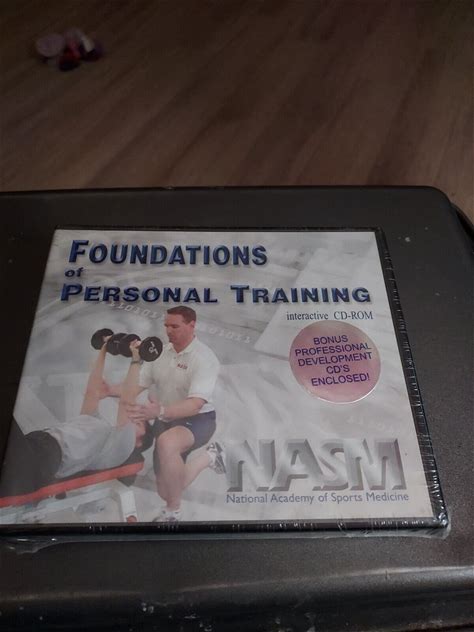 FOUNDATIONS
of
PERSONAL TRAINING
interactive CD-ROM
BONUS
PROFESSIONAL
DEVELOPMENT
CD'S
ENCLOSED!
NASM
National Academy of Sports Medicine